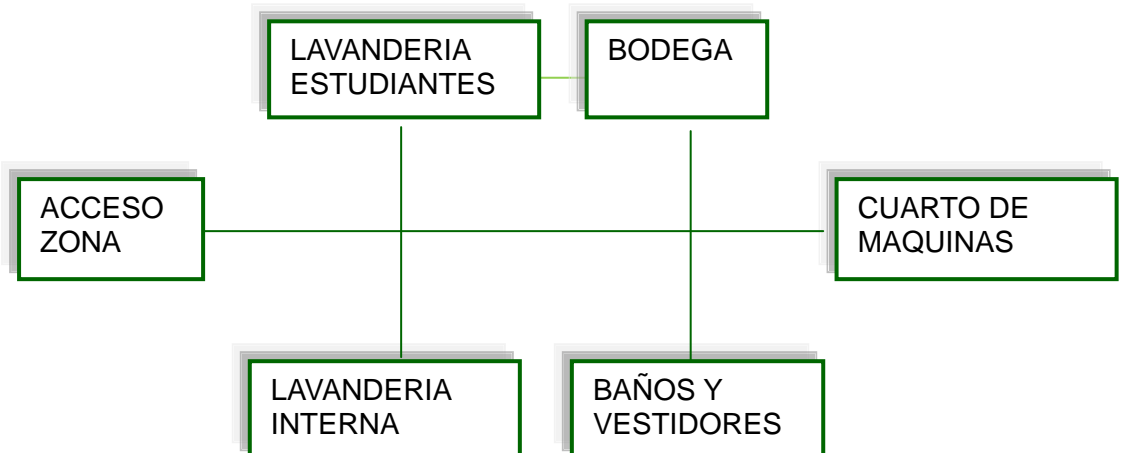 LAVANDERIA
ESTUDIANTES
BODEGA
ACCESO
ZONA
CUARTO DE
MAQUINAS
LAVANDERIA
INTERNA
BAÑOS Y
VESTIDORES